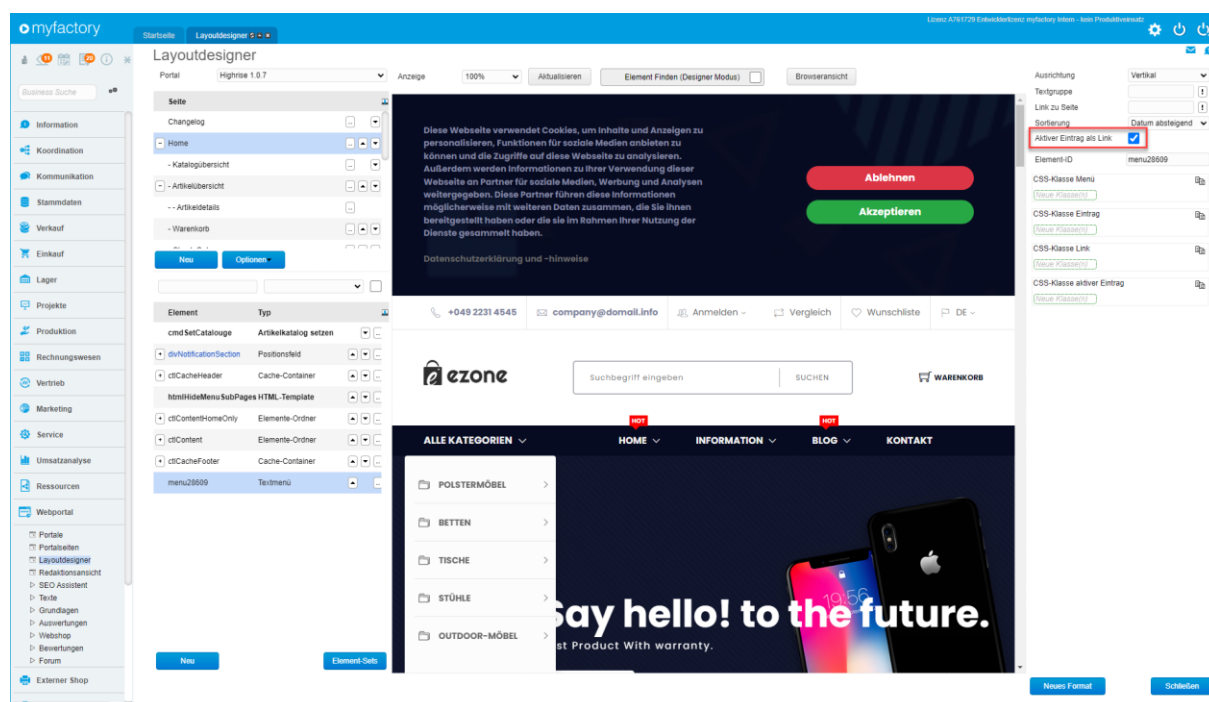 Lizenz A761729 Entwicklerlizenz myfactory Intern - kein Produktiveinsatz
myfactory
Startseite
Layoutdesigner
Layoutdesigner
Business Suche
Information
Koordination
Kommunikation
Stammdaten
Verkauf
Einkauf
Lager
Projekte
Produktion
Rechnungswesen
Vertrieb
Marketing
Service
Umsatzanalyse
Ressourcen
Webportal
Portale
Portalseiten
Layoutdesigner
Redaktionsansicht
SEO Assistent
Texte
Grundlagen
Auswertungen
Webshop
Bewertungen
Forum
Externer Shop
Portal
Highrise 1.0.7
Seite
Changelog
Home
- Katalogübersicht
- Artikelübersicht
- - Artikeldetails
- Warenkorb
Neu
Optionen
Element Typ
cmdSetCatalouge Artikelkatalog setzen
divNotificationSection Positionsfeld
ctlCacheHeader Cache-Container
htmlHideMenuSubPages HTML-Template
ctlContentHomeOnly Elemente-Ordner
ctlContent Elemente-Ordner
ctlCacheFooter Cache-Container
menu28609 Textmenü
Neu
Element-Sets
Anzeige
100%
Aktualisieren
Element Finden (Designer Modus)
Browseransicht
Diese Webseite verwendet Cookies, um Inhalte und Anzeigen zu
personalisieren, Funktionen für soziale Medien anbieten zu
können und die Zugriffe auf diese Webseite zu analysieren.
Außerdem werden Informationen zu Ihrer Verwendung dieser
Webseite an Partner für soziale Medien, Werbung und Analysen
weitergegeben. Diese Partner führen diese Informationen
möglicherweise mit weiteren Daten zusammen, die Sie ihnen
bereitgestellt haben oder die sie im Rahmen Ihrer Nutzung der
Dienste gesammelt haben.
Datenschutzerklärung und -hinweise
Ablehnen
Akzeptieren
+049 2231 4545
company@domail.info
Anmelden
Vergleich
Wunschliste
DE
ezone
Suchbegriff eingeben
SUCHEN
WARENKORB
HOT
HOT
ALLE KATEGORIEN
HOME
INFORMATION
BLOG
KONTAKT
POLSTERMÖBEL
BETTEN
TISCHE
STÜHLE
OUTDOOR-MÖBEL
19:56
Say hello! to the future.
st Product With warranty.
Ausrichtung
Vertikal
Textgruppe
Link zu Seite
Sortierung
Datum absteigend
Aktiver Eintrag als Link
Element-ID
menu28609
CSS-Klasse Menü
[Neue Klasse(n)]
CSS-Klasse Eintrag
[Neue Klasse(n)]
CSS-Klasse Link
[Neue Klasse(n)]
CSS-Klasse aktiver Eintrag
[Neue Klasse(n)]
Neues Format
Schließen